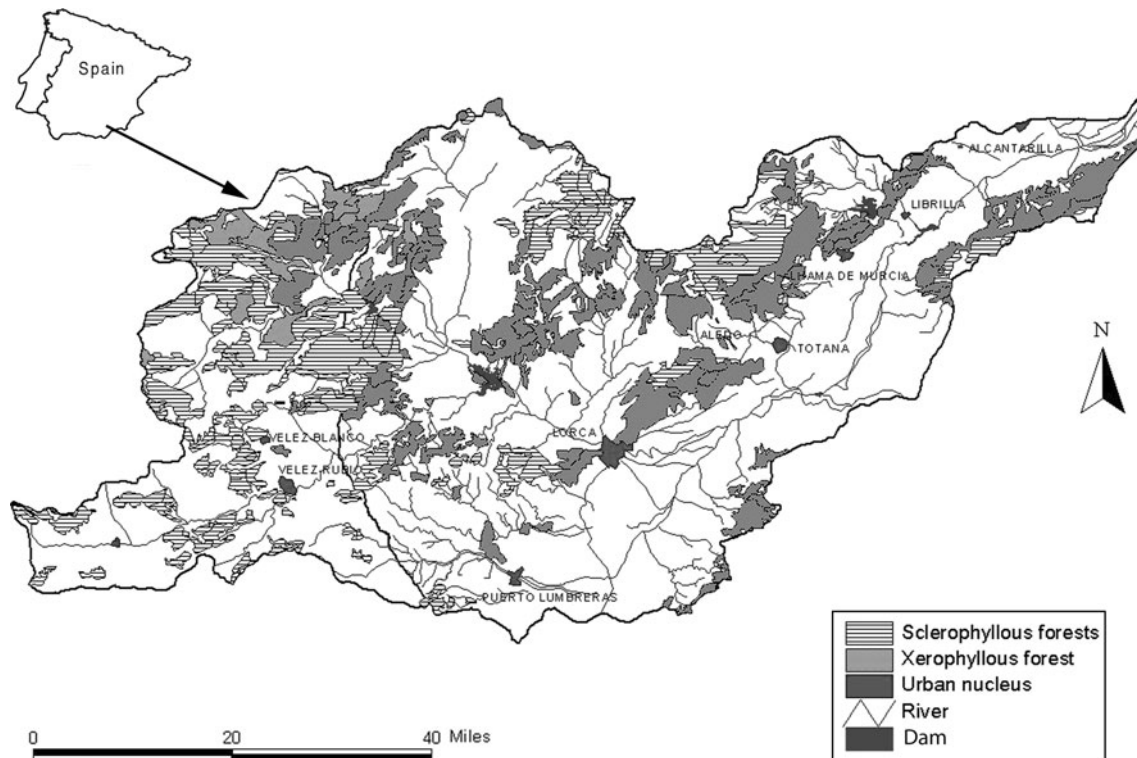 Spain
ALCANTARILLA
LIBRILLA
ALHAMA DE MURCIA
ALEDO
TOTANA
N
LORCA
VELEZ BLANCO
VELEZ RUBIO
PUERTO LUMBRERAS
Sclerophyllous forests
Xerophyllous forest
Urban nucleus
River
Dam
0 20 40 Miles